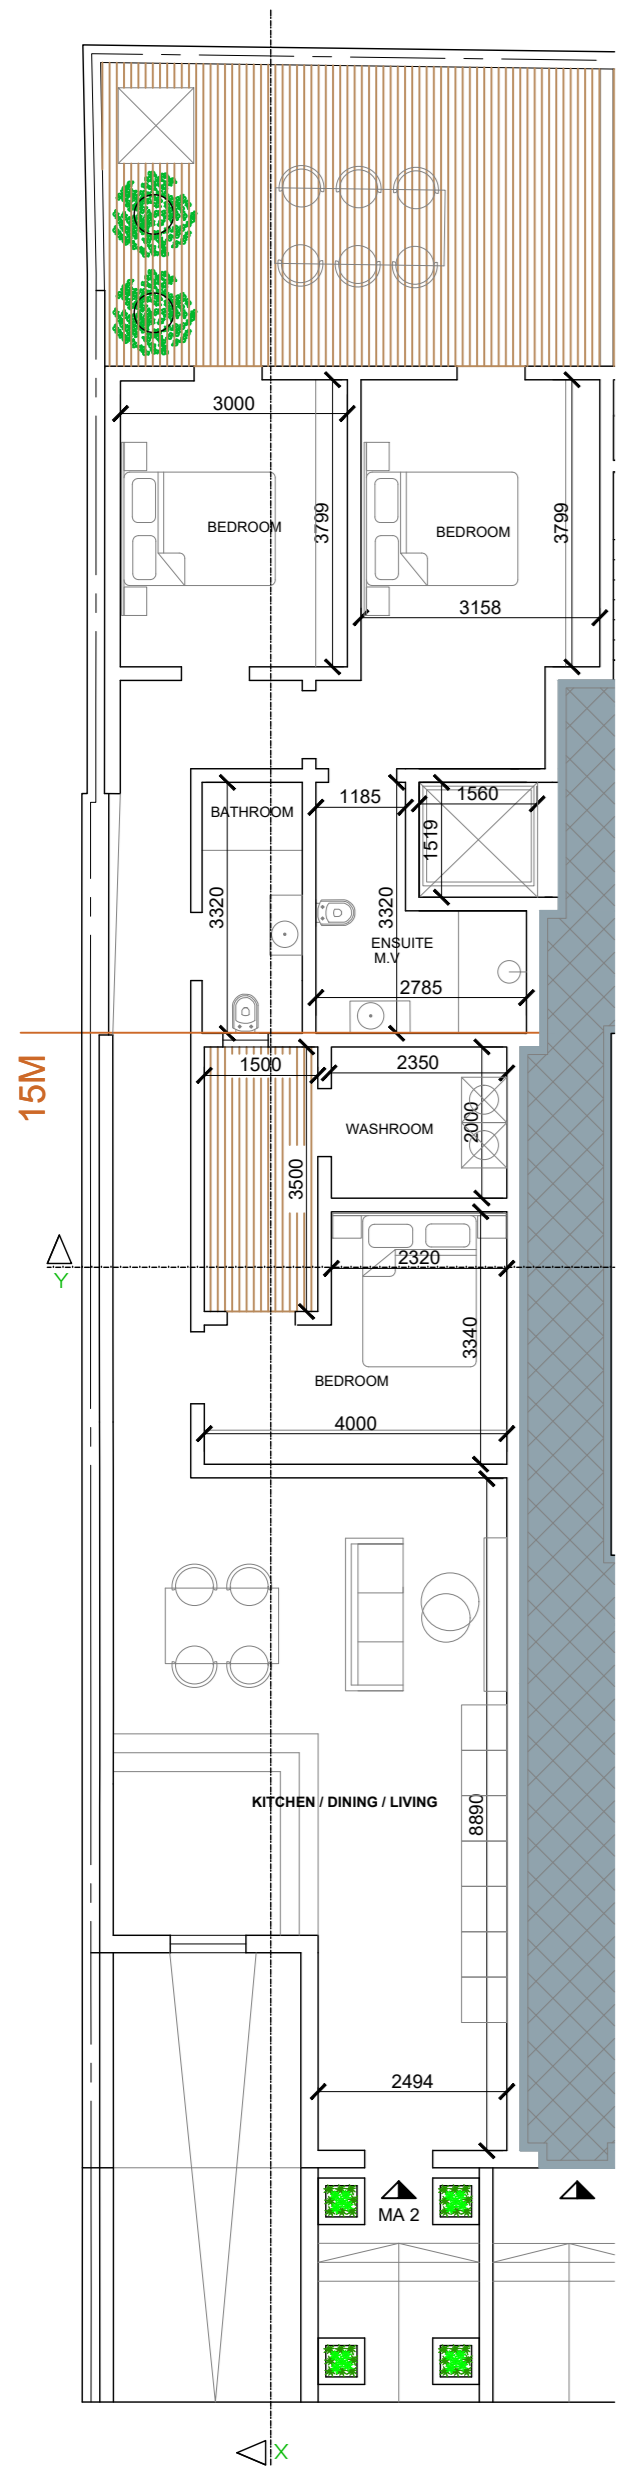 3000
3799
BEDROOM
3799
BEDROOM
3158
1185
1560
BATHROOM
1519
3320
3320
ENSUITE
M.V
2785
15M
1500
2350
2000
WASHROOM
3500
Y
2320
3340
BEDROOM
4000
KITCHEN / DINING / LIVING
8890
2494
MA 2
X